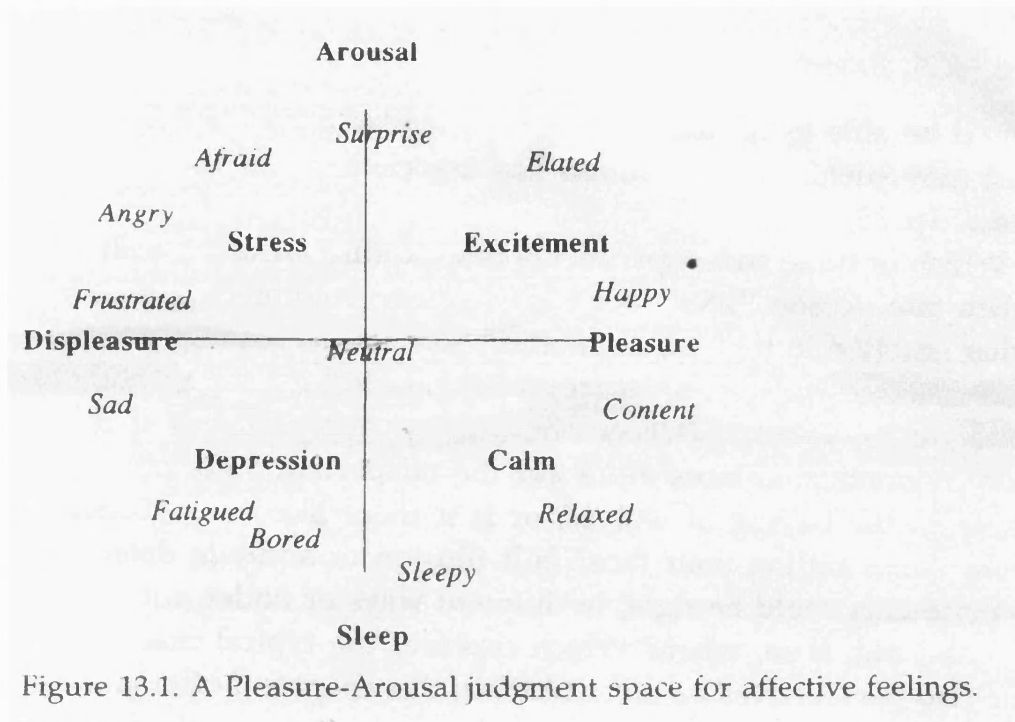 Arousal
Surprise
Afraid Elated
Angry
Stress Excitement
Frustrated Happy
Displeasure Neutral Pleasure
Sad Content
Depression Calm
Fatigued Relaxed
Bored
Sleepy
Sleep
Figure 13.1. A Pleasure-Arousal judgment space for affective feelings.